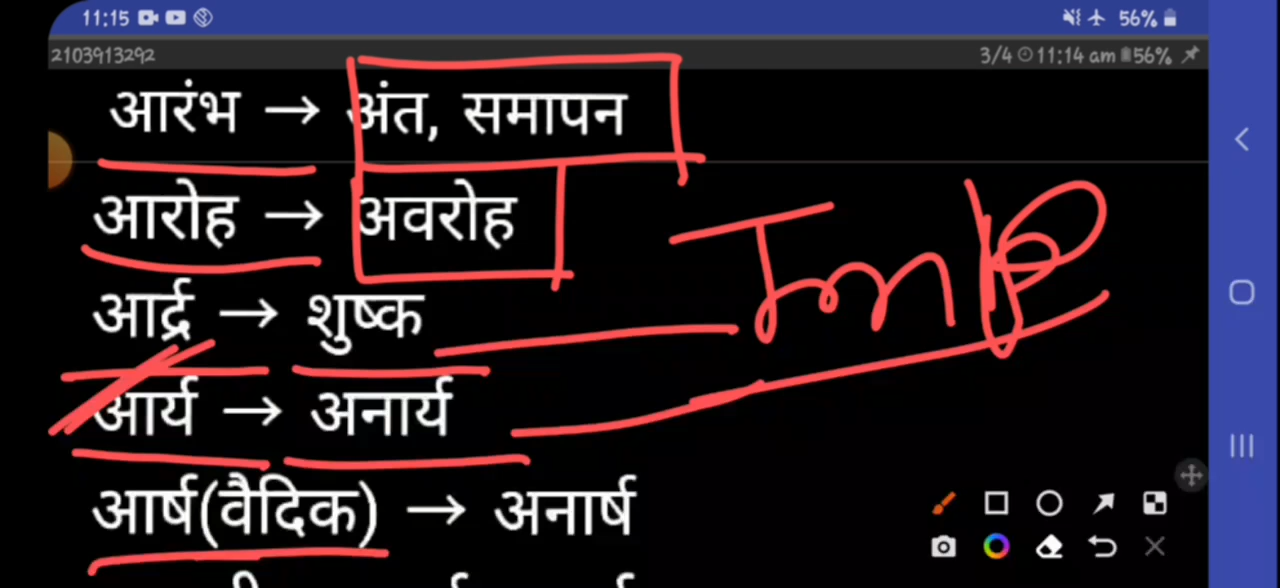 11:15 56%
2103913292 3/4 11:14 am 56%
आरंभ → अंत, समापन
आरोह → अवरोह
Imp
आर्द्र → शुष्क
आर्य → अनार्य
आर्ष(वैदिक) → अनार्ष